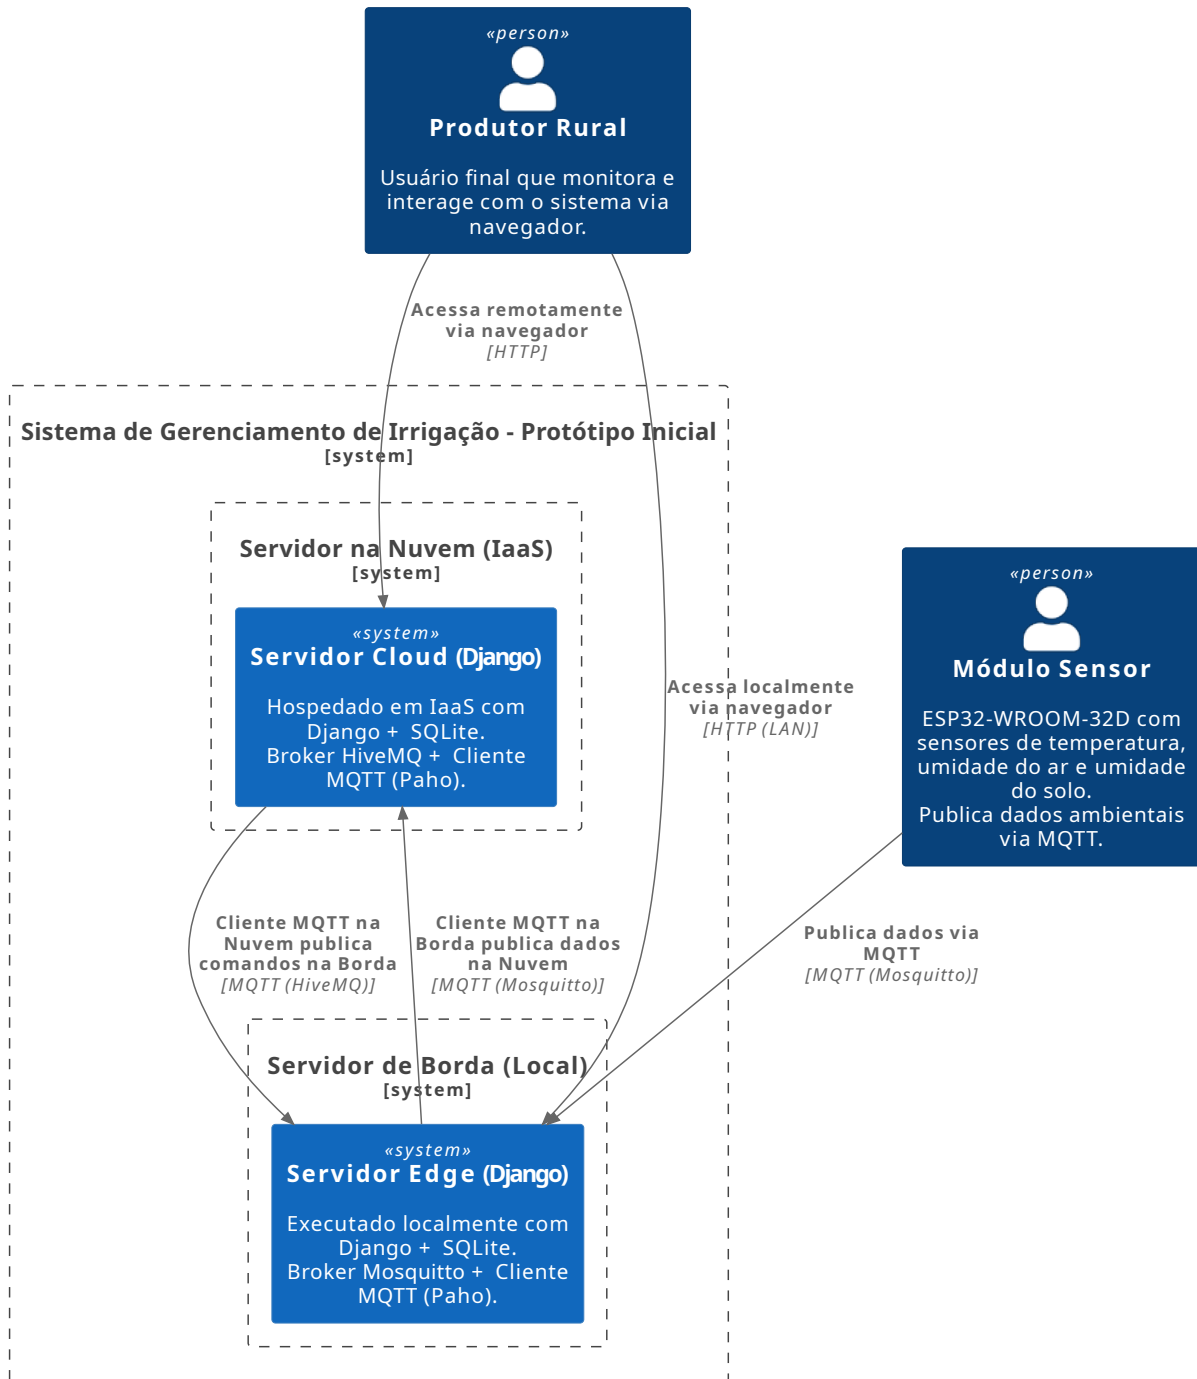 «person»
Produtor Rural
Usuário final que monitora e
interage com o sistema via
navegador.
Acessa remotamente
via navegador
[HTTP]
Sistema de Gerenciamento de Irrigação - Protótipo Inicial
[system]
Servidor na Nuvem (IaaS)
[system]
«system»
Servidor Cloud (Django)
Hospedado em IaaS com
Django + SQLite.
Broker HiveMQ + Cliente
MQTT (Paho).
Acessa localmente
via navegador
[HTTP (LAN)]
«person»
Módulo Sensor
ESP32-WROOM-32D com
sensores de temperatura,
umidade do ar e umidade
do solo.
Publica dados ambientais
via MQTT.
Cliente MQTT na
Nuvem publica
comandos na Borda
[MQTT (HiveMQ)]
Cliente MQTT na
Borda publica dados
na Nuvem
[MQTT (Mosquitto)]
Publica dados via
MQTT
[MQTT (Mosquitto)]
Servidor de Borda (Local)
[system]
«system»
Servidor Edge (Django)
Executado localmente com
Django + SQLite.
Broker Mosquitto + Cliente
MQTT (Paho).